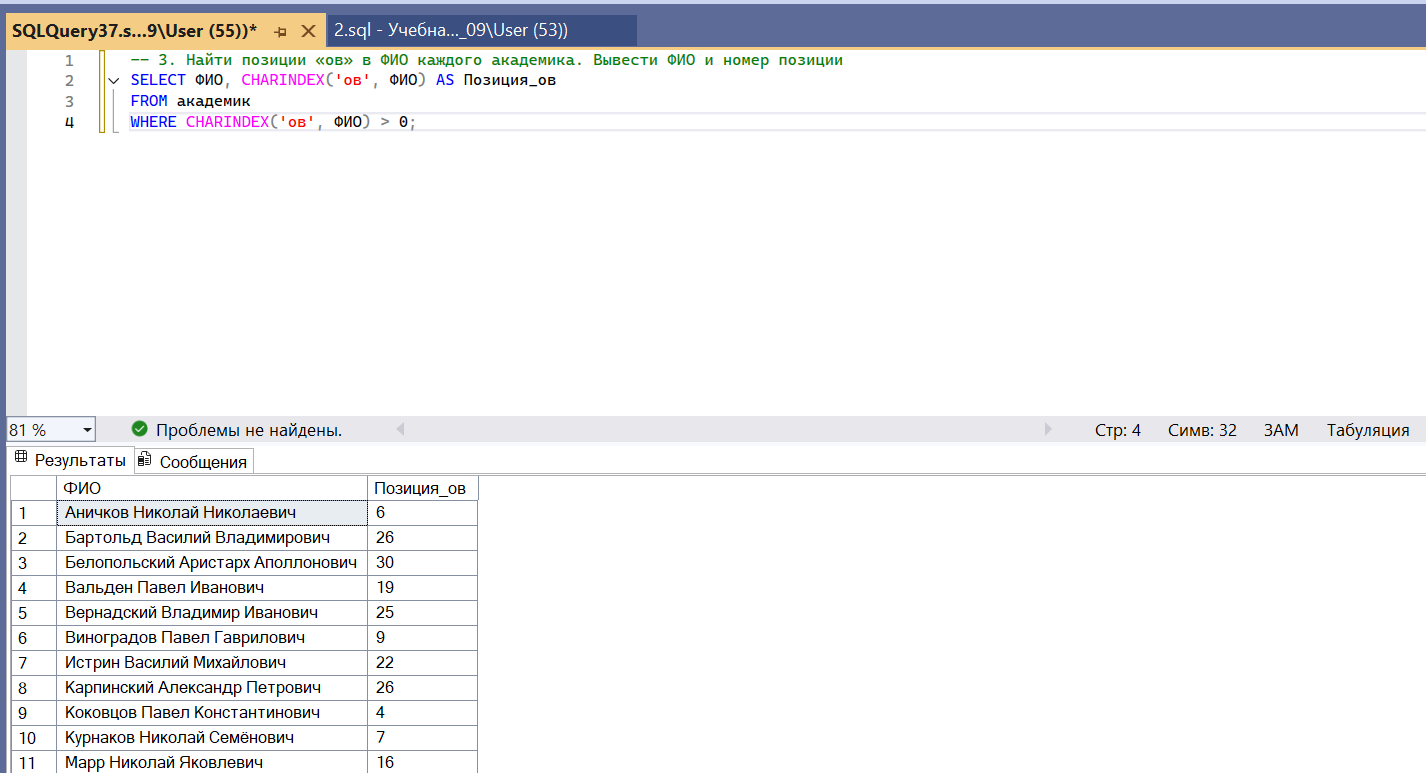 SQLQuery37.s...9\User (55))*
2.sql - Учебна..._09\User (53))
1 -- 3. Найти позиции «ов» в ФИО каждого академика. Вывести ФИО и номер позиции
2 SELECT ФИО, CHARINDEX('ов', ФИО) AS Позиция_ов
3 FROM академик
4 WHERE CHARINDEX('ов', ФИО) > 0;
81 % Проблемы не найдены. Стр: 4 Симв: 32 ЗАМ Табуляция
Результаты Сообщения
ФИО Позиция_ов
1 Аничков Николай Николаевич 6
2 Бартольд Василий Владимирович 26
3 Белопольский Аристарх Аполлонович 30
4 Вальден Павел Иванович 19
5 Вернадский Владимир Иванович 25
6 Виноградов Павел Гаврилович 9
7 Истрин Василий Михайлович 22
8 Карпинский Александр Петрович 26
9 Коковцов Павел Константинович 4
10 Курнаков Николай Семёнович 7
11 Марр Николай Яковлевич 16